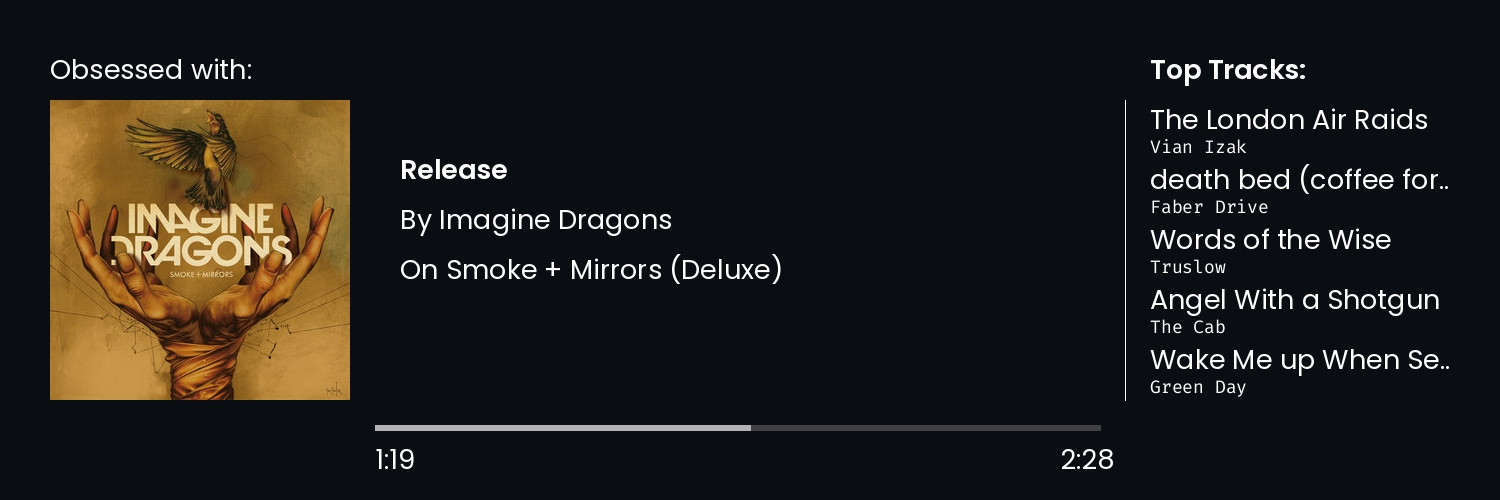 Obsessed with:
IMAGINE
DRAGONS
SMOKE + MIRRORS
Release
By Imagine Dragons
On Smoke + Mirrors (Deluxe)
1:19
2:28
Top Tracks:
The London Air Raids
Vian Izak
death bed (coffee for..
Faber Drive
Words of the Wise
Truslow
Angel With a Shotgun
The Cab
Wake Me up When Se..
Green Day